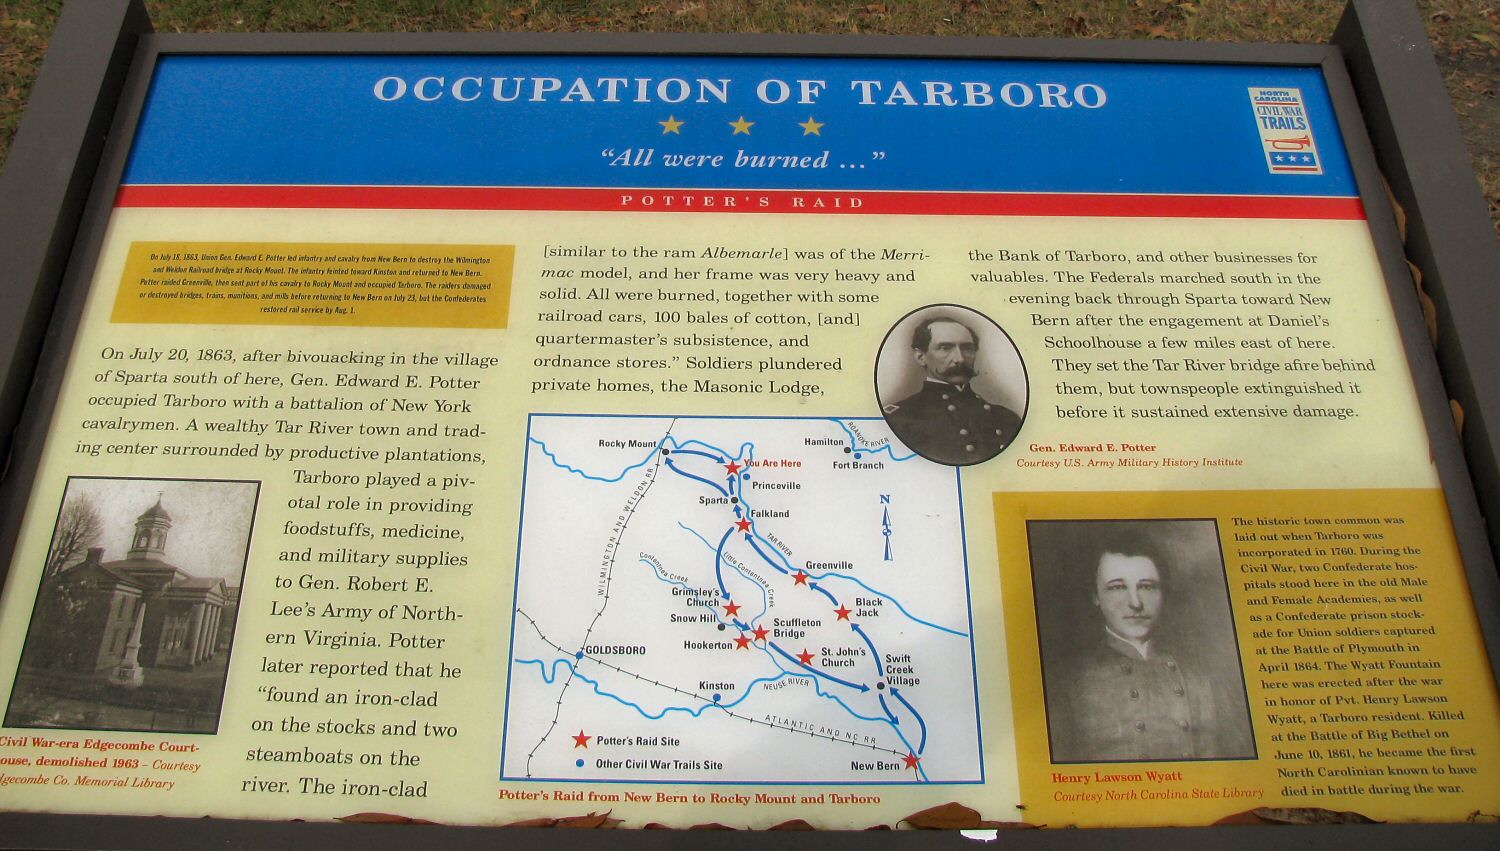 OCCUPATION OF TARBORO
"All were burned ..."
NORTH
CAROLINA
CIVIL WAR
TRAILS
POTTER'S RAID
On July 18, 1863, Union Gen. Edward E. Potter led infantry and cavalry from New Bern to destroy the Wilmington
and Weldon Railroad bridge at Rocky Mount. The infantry feinted toward Kinston and returned to New Bern.
Potter raided Greenville, then sent part of his cavalry to Rocky Mount and occupied Tarboro. The raiders damaged
or destroyed bridges, trains, munitions, and mills before returning to New Bern on July 23, but the Confederates
restored rail service by Aug. 1.
On July 20, 1863, after bivouacking in the village
of Sparta south of here, Gen. Edward E. Potter
occupied Tarboro with a battalion of New York
cavalrymen. A wealthy Tar River town and trad-
ing center surrounded by productive plantations,
Tarboro played a piv-
otal role in providing
foodstuffs, medicine,
and military supplies
to Gen. Robert E.
Lee's Army of North-
ern Virginia. Potter
later reported that he
"found an iron-clad
on the stocks and two
steamboats on the
river. The iron-clad
Civil War-era Edgecombe Court-
ouse, demolished 1963 – Courtesy
dgecombe Co. Memorial Library
[similar to the ram Albemarle] was of the Merri-
mac model, and her frame was very heavy and
solid. All were burned, together with some
railroad cars, 100 bales of cotton, [and]
quartermaster's subsistence, and
ordnance stores." Soldiers plundered
private homes, the Masonic Lodge,
the Bank of Tarboro, and other businesses for
valuables. The Federals marched south in the
evening back through Sparta toward New
Bern after the engagement at Daniel's
Schoolhouse a few miles east of here.
They set the Tar River bridge afire behind
them, but townspeople extinguished it
before it sustained extensive damage.
Gen. Edward E. Potter
Courtesy U.S. Army Military History Institute
Rocky Mount
You Are Here
Princeville
Hamilton
ROANOKE RIVER
Fort Branch
Sparta
Falkland
N
WILMINGTON AND WELDON RR
TAR RIVER
Contentnea Creek
Little Contentnea Creek
Greenville
Grimsley's
Church
Black
Jack
Snow Hill
Scuffleton
Bridge
Hookerton
St. John's
Church
GOLDSBORO
Swift
Creek
Village
Kinston
NEUSE RIVER
ATLANTIC AND NC RR
New Bern
Potter's Raid Site
Other Civil War Trails Site
Potter's Raid from New Bern to Rocky Mount and Tarboro
The historic town common was
laid out when Tarboro was
incorporated in 1760. During the
Civil War, two Confederate hos-
pitals stood here in the old Male
and Female Academies, as well
as a Confederate prison stock-
ade for Union soldiers captured
at the Battle of Plymouth in
April 1864. The Wyatt Fountain
here was erected after the war
in honor of Pvt. Henry Lawson
Wyatt, a Tarboro resident. Killed
at the Battle of Big Bethel on
June 10, 1861, he became the first
North Carolinian known to have
died in battle during the war.
Henry Lawson Wyatt
Courtesy North Carolina State Library